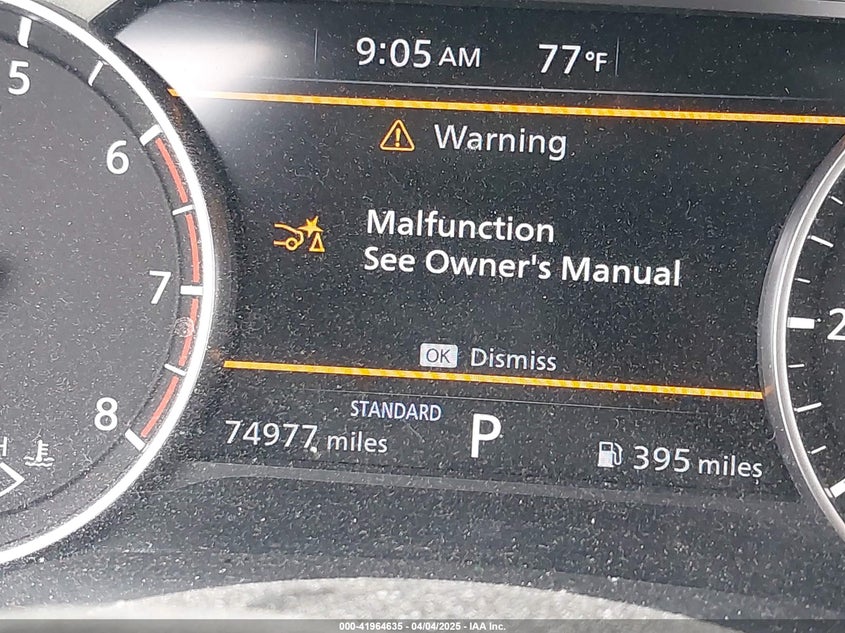 9:05 AM 77°F
5
6
7
8
Warning
Malfunction
See Owner's Manual
OK Dismiss
STANDARD
74977 miles P 395 miles
H
2
000-41964635 - 04/04/2025 - IAA Inc.